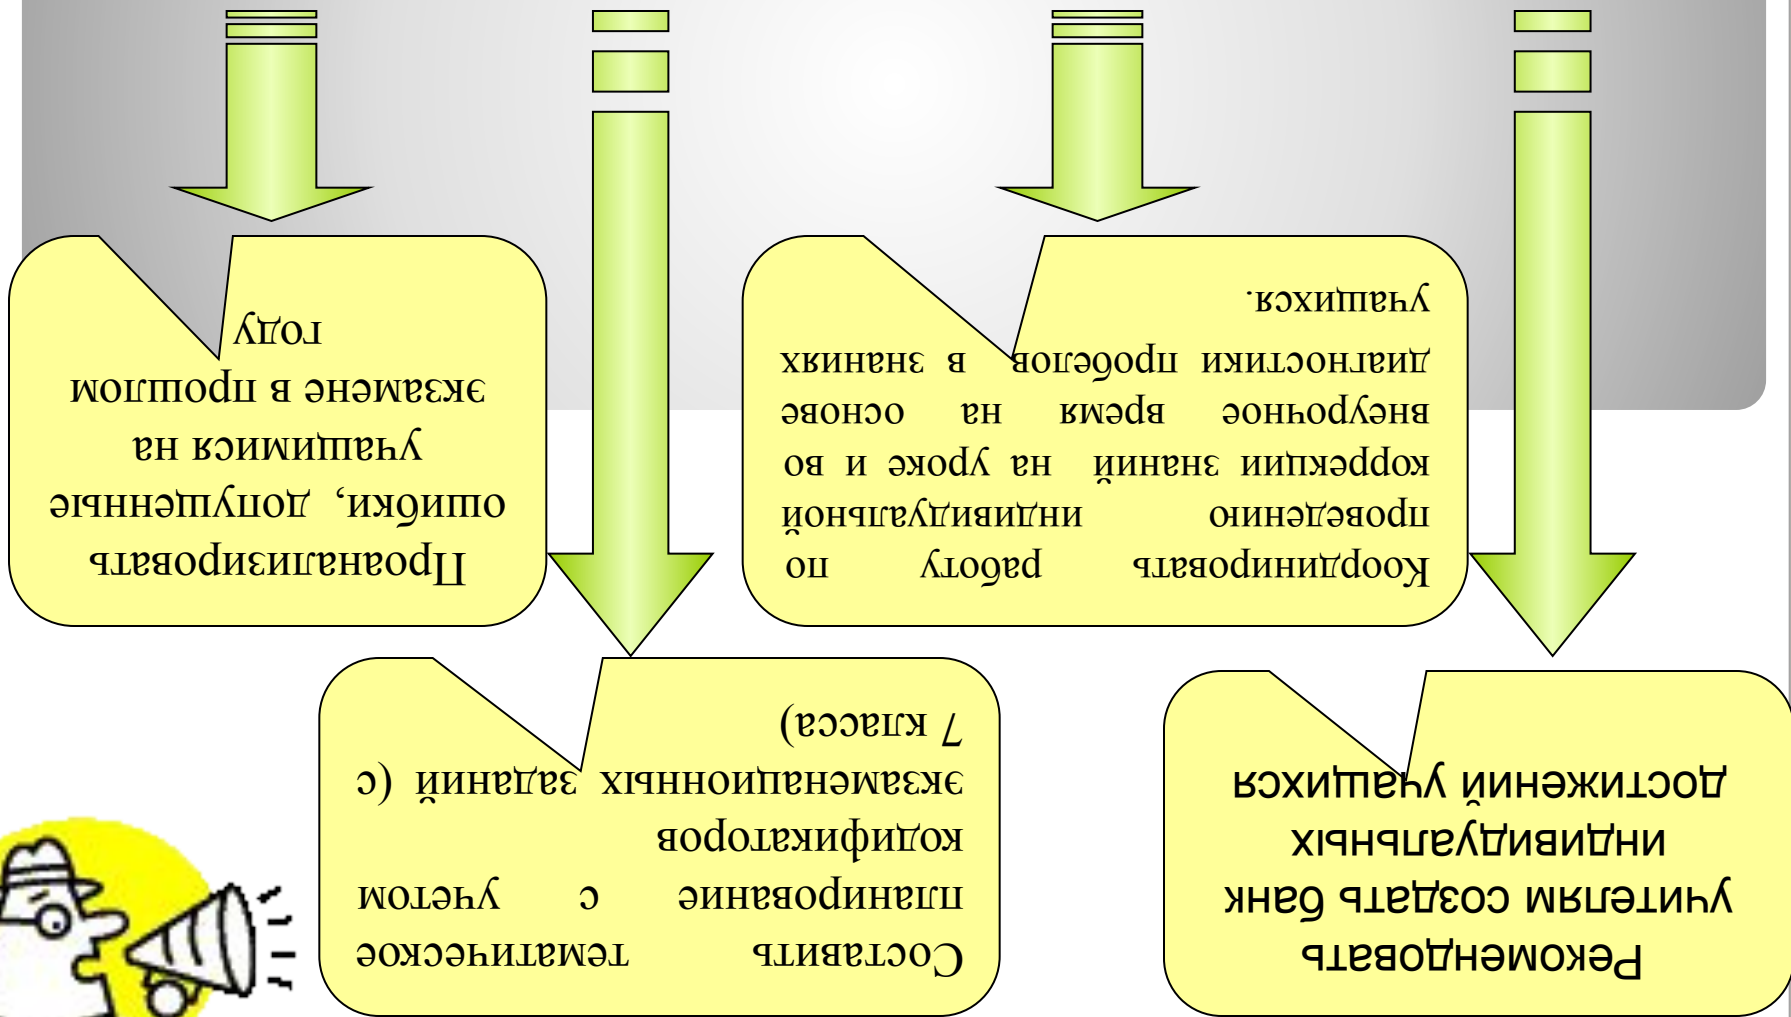 Проанализировать
ошибки, допущенные
учащимися на
экзамене в прошлом
году
Координировать работу по
проведению индивидуальной
коррекции знаний на уроке и во
внеурочное время на основе
диагностики пробелов в знаниях
учащихся.
Составить тематическое
планирование с учетом
кодификаторов
экзаменационных заданий (с
7 класса)
Рекомендовать
учителям создать банк
индивидуальных
достижений учащихся